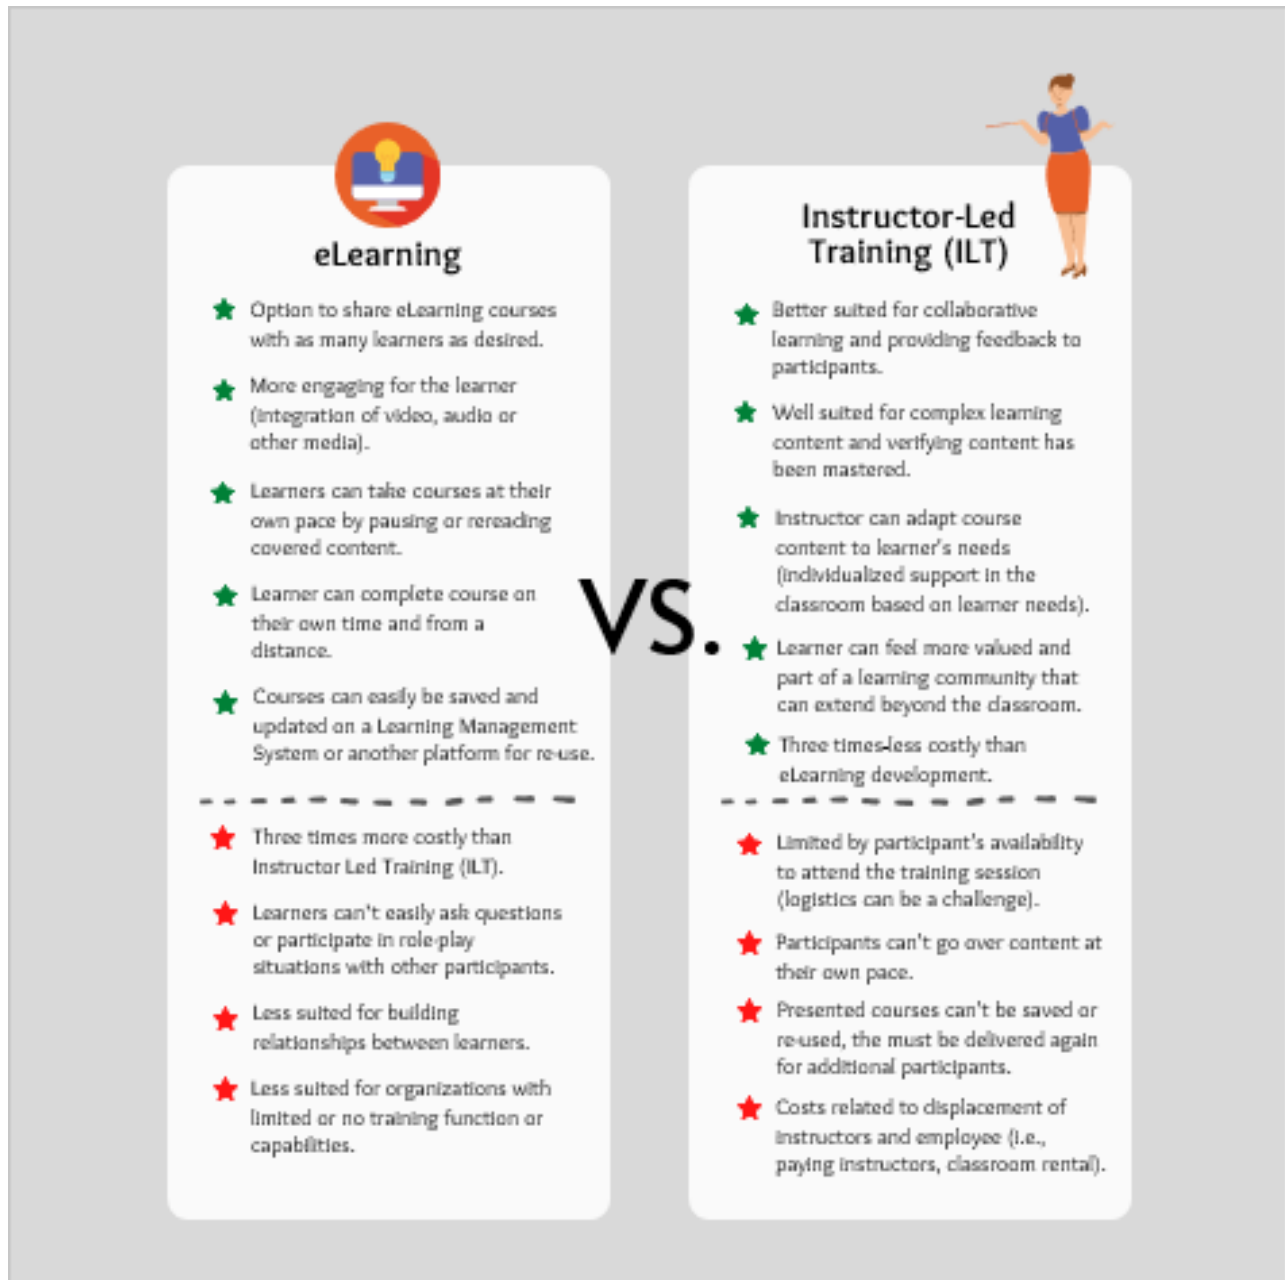 eLearning
Option to share eLearning courses
with as many learners as desired.
More engaging for the learner
(integration of video, audio or
other media).
Learners can take courses at their
own pace by pausing or rereading
covered content.
Learner can complete course on
their own time and from a
distance.
Courses can easily be saved and
updated on a Learning Management
System or another platform for re-use.
Three times more costly than
Instructor Led Training (ILT).
Learners can't easily ask questions
or participate in role-play
situations with other participants.
Less suited for building
relationships between learners.
Less suited for organizations with
limited or no training function or
capabilities.
VS.
Instructor-Led
Training (ILT)
Better suited for collaborative
learning and providing feedback to
participants.
Well suited for complex learning
content and verifying content has
been mastered.
Instructor can adapt course
content to learner's needs
(individualized support in the
classroom based on learner needs).
Learner can feel more valued and
part of a learning community that
can extend beyond the classroom.
Three times-less costly than
eLearning development.
Limited by participant's availability
to attend the training session
(logistics can be a challenge).
Participants can't go over content at
their own pace.
Presented courses can't be saved or
re-used, the must be delivered again
for additional participants.
Costs related to displacement of
instructors and employee (i.e.,
paying instructors, classroom rental).